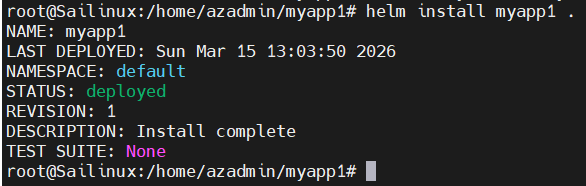 root@Sailinux:/home/azadmin/myapp1# helm install myapp1 .
NAME: myapp1
LAST DEPLOYED: Sun Mar 15 13:03:50 2026
NAMESPACE: default
STATUS: deployed
REVISION: 1
DESCRIPTION: Install complete
TEST SUITE: None
root@Sailinux:/home/azadmin/myapp1#